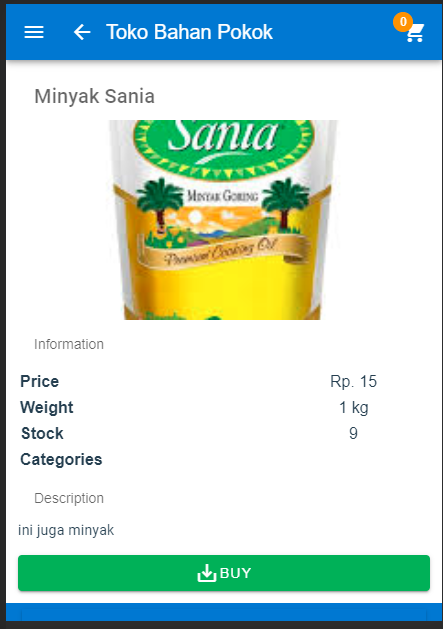 Toko Bahan Pokok
0
Minyak Sania
Sania
MINYAK GORENG
Premium Cooking Oil
Information
Price Rp. 15
Weight 1 kg
Stock 9
Categories
Description
ini juga minyak
BUY